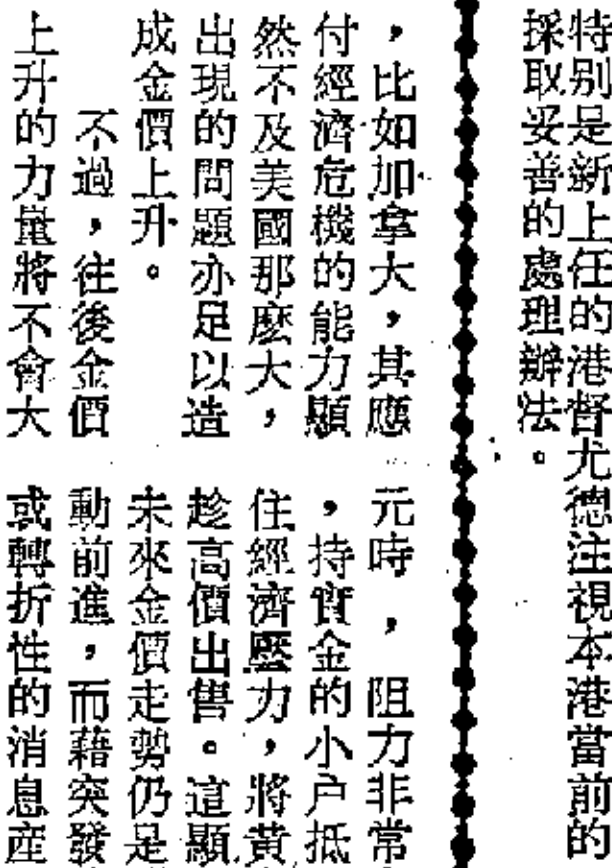 特別是新上任的港督尤德注視本港當前的
採取妥善的處理辦法。
，比如加拿大，其應
付經濟危機的能力顯
然不及美國那麽大，
出現的問題亦足以造
成金價上升。
不過，往後金價
上升的力量將不會大
元時，阻力非常
，持實金的小户抵
住經濟壓力，將黄
趁高價出售。這顯
未來金價走勢仍是
動前進，而藉突發
或轉折性的消息産